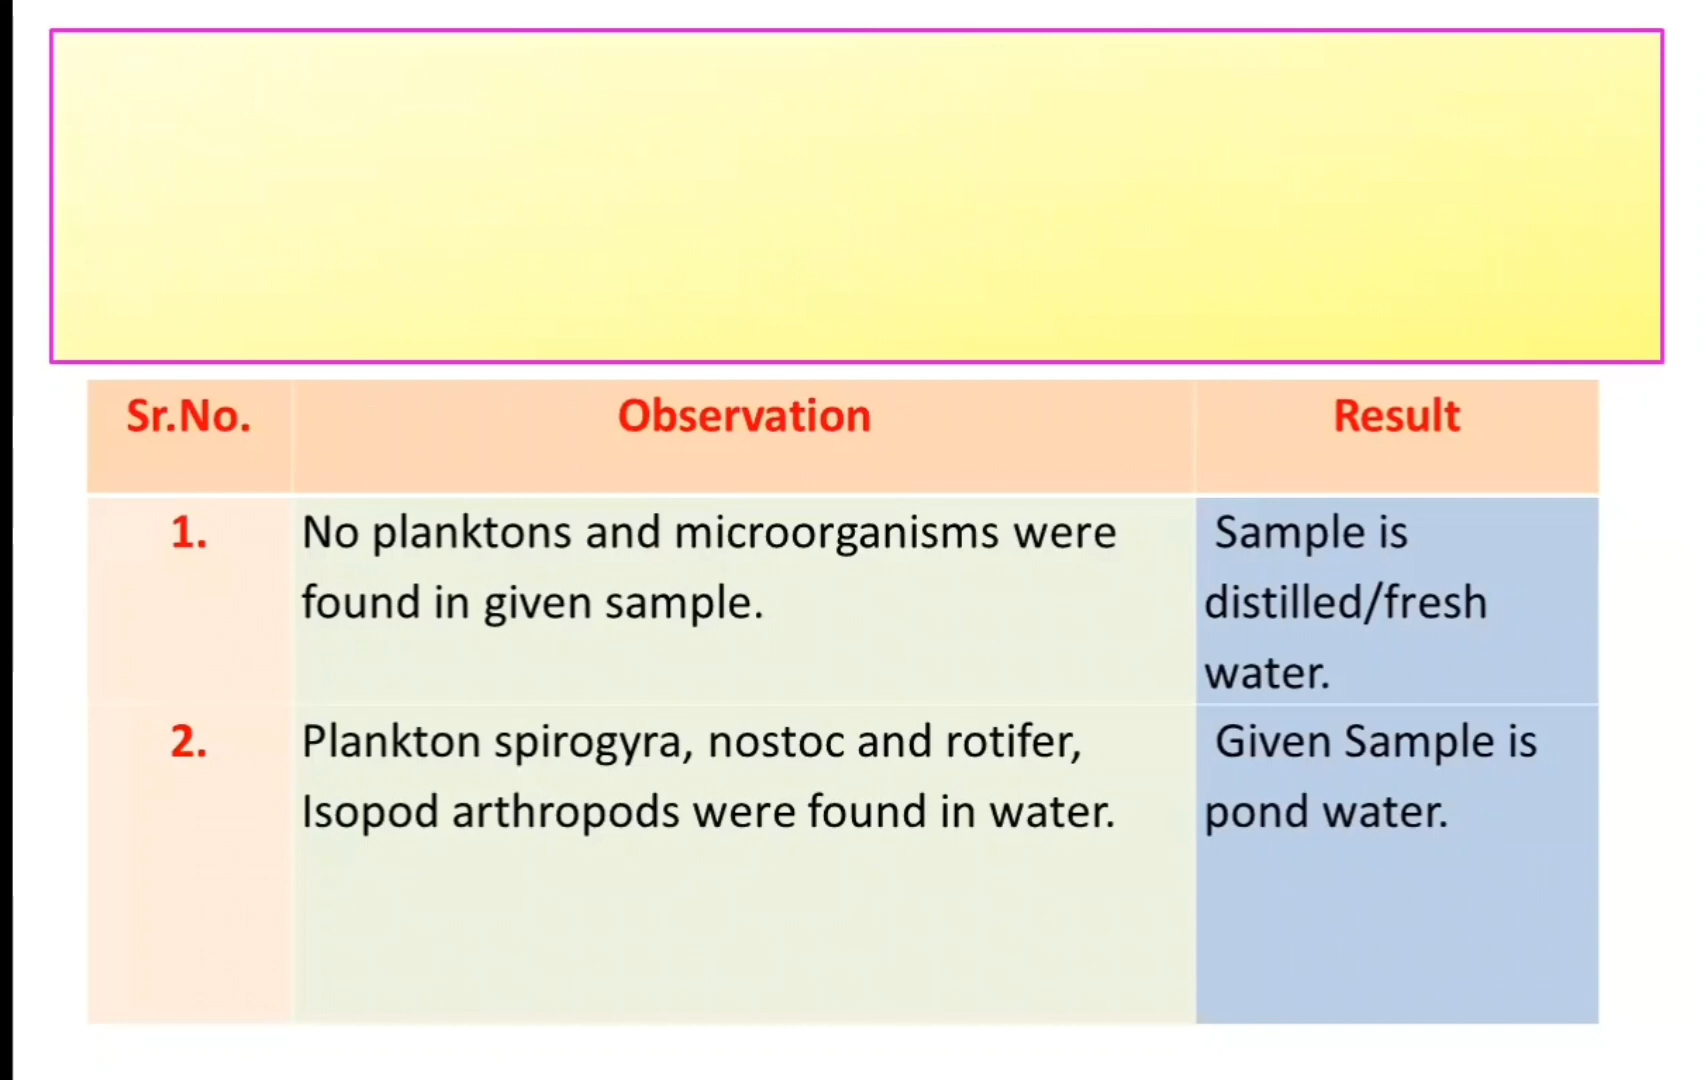 Sr.No. Observation Result
1. No planktons and microorganisms were
found in given sample.
Sample is
distilled/fresh
water.
2. Plankton spirogyra, nostoc and rotifer,
Isopod arthropods were found in water.
Given Sample is
pond water.